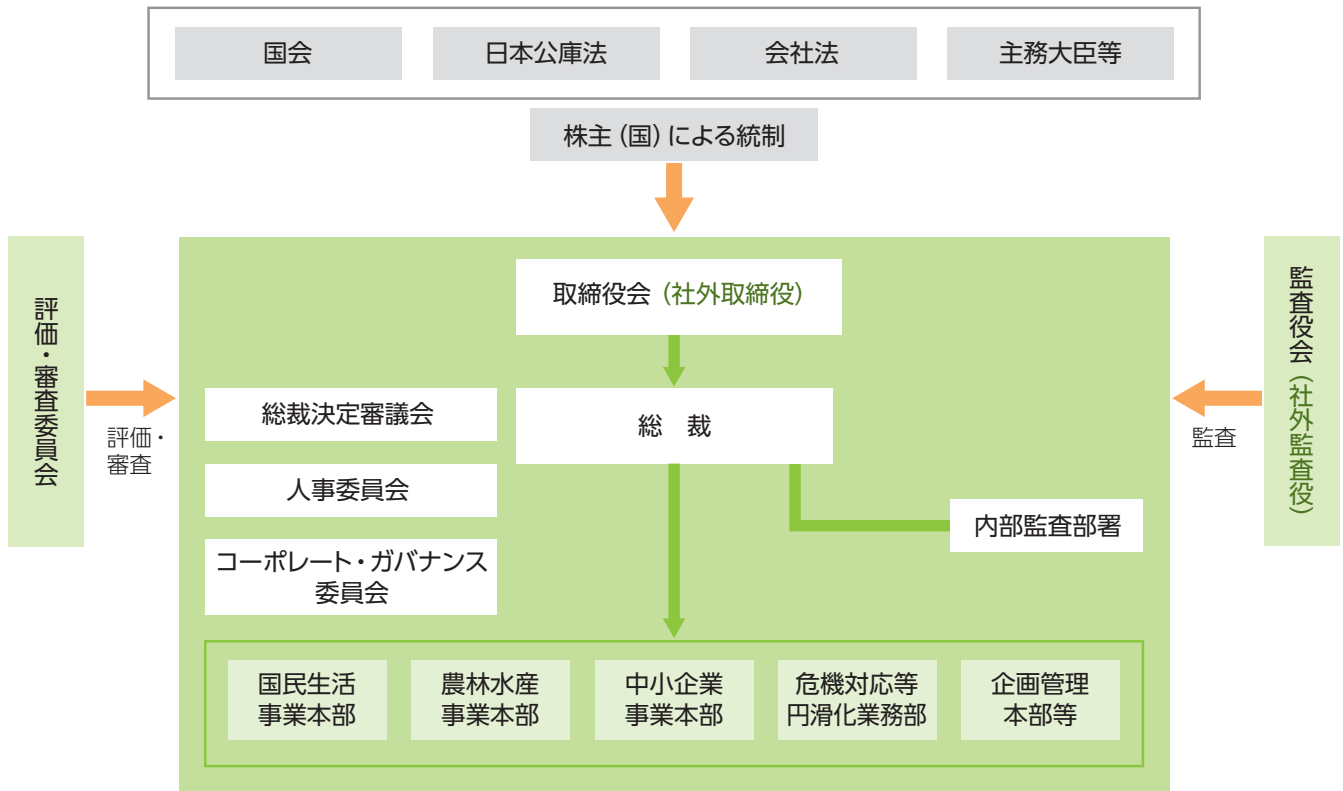 国会
日本公庫法
会社法
主務大臣等
株主（国）による統制
評価・審査委員会
評価・
審査
取締役会（社外取締役）
総裁決定審議会
総　裁
人事委員会
コーポレート・ガバナンス
委員会
内部監査部署
監査
監査役会（社外監査役）
国民生活
事業本部
農林水産
事業本部
中小企業
事業本部
危機対応等
円滑化業務部
企画管理
本部等